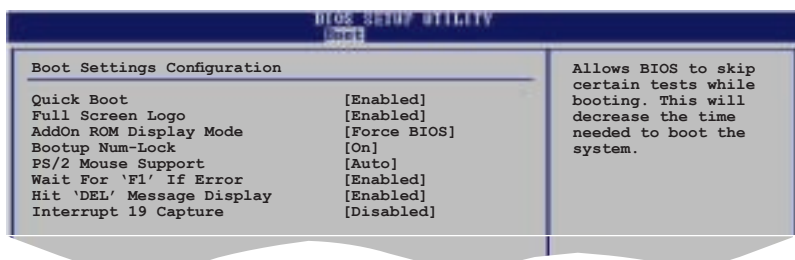 BIOS SETUP UTILITY
Boot
Boot Settings Configuration
Quick Boot [Enabled]
Full Screen Logo [Enabled]
AddOn ROM Display Mode [Force BIOS]
Bootup Num-Lock [On]
PS/2 Mouse Support [Auto]
Wait For ‘F1’ If Error [Enabled]
Hit ‘DEL’ Message Display [Enabled]
Interrupt 19 Capture [Disabled]
Allows BIOS to skip
certain tests while
booting. This will
decrease the time
needed to boot the
system.